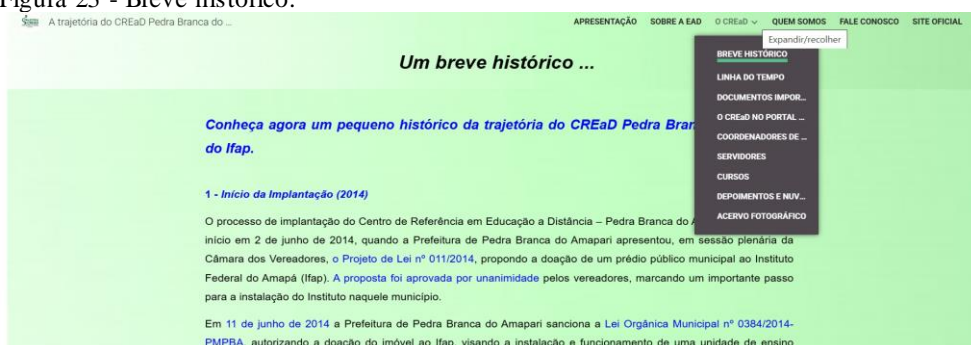 Figura 23 - Breve histórico.
A trajetória do CREaD Pedra Branca do ...
APRESENTAÇÃO SOBRE A EAD O CREaD QUEM SOMOS FALE CONOSCO SITE OFICIAL
Expandir/recolher
BREVE HISTÓRICO
LINHA DO TEMPO
DOCUMENTOS IMPOR...
O CREaD NO PORTAL ...
COORDENADORES DE ...
SERVIDORES
CURSOS
DEPOIMENTOS E NUV...
ACERVO FOTOGRÁFICO
Um breve histórico ...
Conheça agora um pequeno histórico da trajetória do CREaD Pedra
do Ifap.
1 - Início da Implantação (2014)
O processo de implantação do Centro de Referência em Educação a Distância – Pedra Branca do
início em 2 de junho de 2014, quando a Prefeitura de Pedra Branca do Amapari apresentou, em sessão plenária da
Câmara dos Vereadores, o Projeto de Lei nº 011/2014, propondo a doação de um prédio público municipal ao Instituto
Federal do Amapá (Ifap). A proposta foi aprovada por unanimidade pelos vereadores, marcando um importante passo
para a instalação do Instituto naquele município.
Em 11 de junho de 2014 a Prefeitura de Pedra Branca do Amapari sanciona a Lei Orgânica Municipal nº 0384/2014-
PMPBA, autorizando a doação do imóvel ao Ifap, visando a instalação e funcionamento de uma unidade de ensino